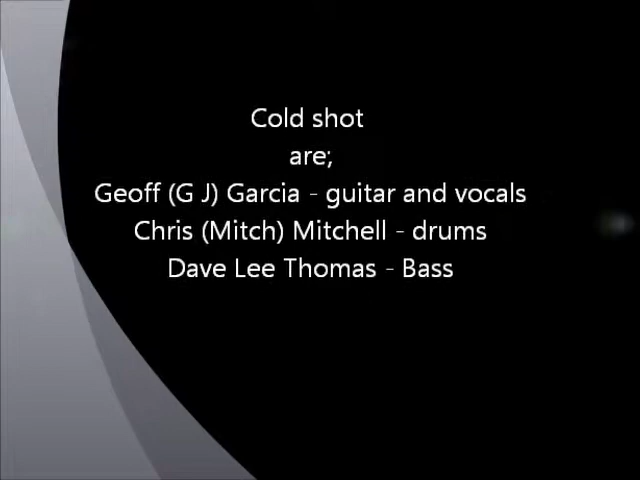 Cold shot
are;
Geoff (G J) Garcia - guitar and vocals
Chris (Mitch) Mitchell - drums
Dave Lee Thomas - Bass